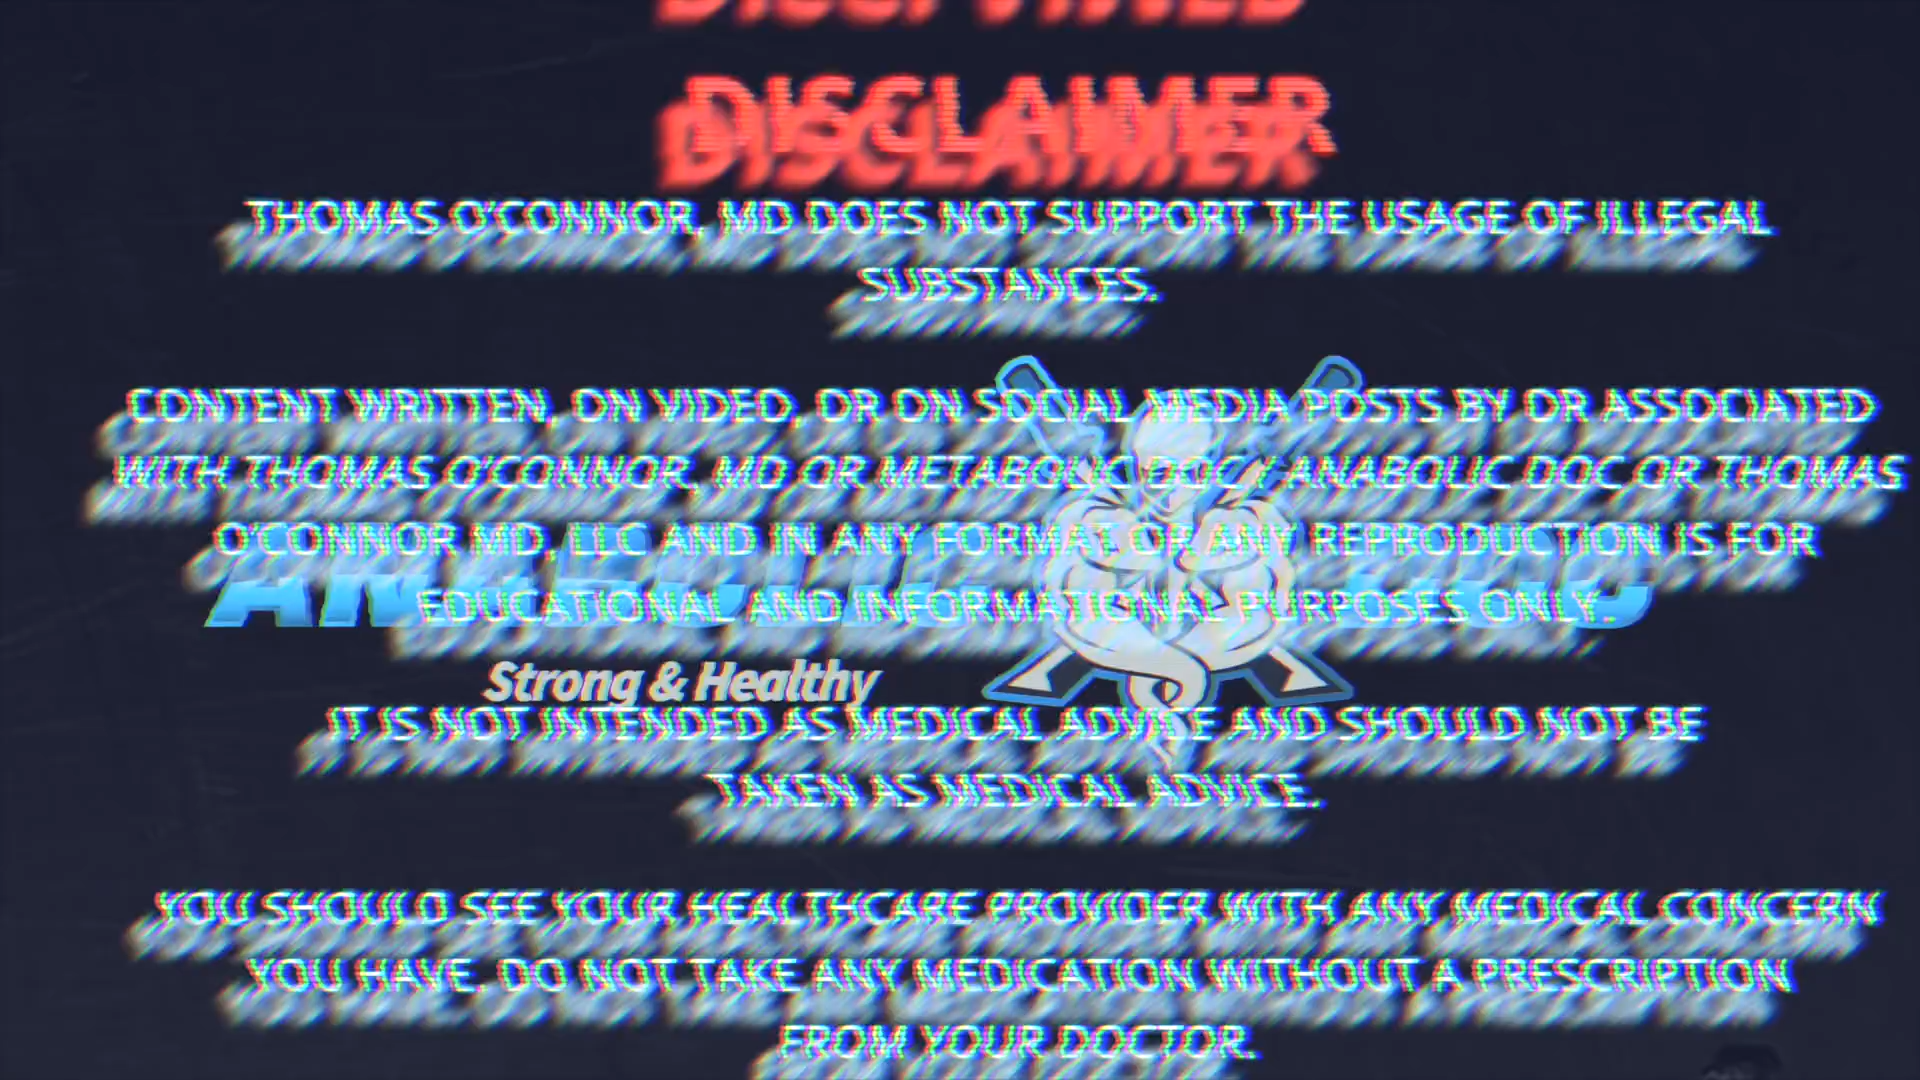 DISCLAIMER
THOMAS O'CONNOR, MD DOES NOT SUPPORT THE USAGE OF ILLEGAL
SUBSTANCES.
CONTENT WRITTEN, ON VIDEO, OR ON SOCIAL MEDIA POSTS BY OR ASSOCIATED
WITH THOMAS O'CONNOR, MD OR METABOLIC DOC / ANABOLIC DOC OR THOMAS
O'CONNOR MD, LLC AND IN ANY FORMAT OR ANY REPRODUCTION IS FOR
EDUCATIONAL AND INFORMATIONAL PURPOSES ONLY.
Strong & Healthy
IT IS NOT INTENDED AS MEDICAL ADVICE AND SHOULD NOT BE
TAKEN AS MEDICAL ADVICE.
YOU SHOULD SEE YOUR HEALTHCARE PROVIDER WITH ANY MEDICAL CONCERN
YOU HAVE. DO NOT TAKE ANY MEDICATION WITHOUT A PRESCRIPTION
FROM YOUR DOCTOR.